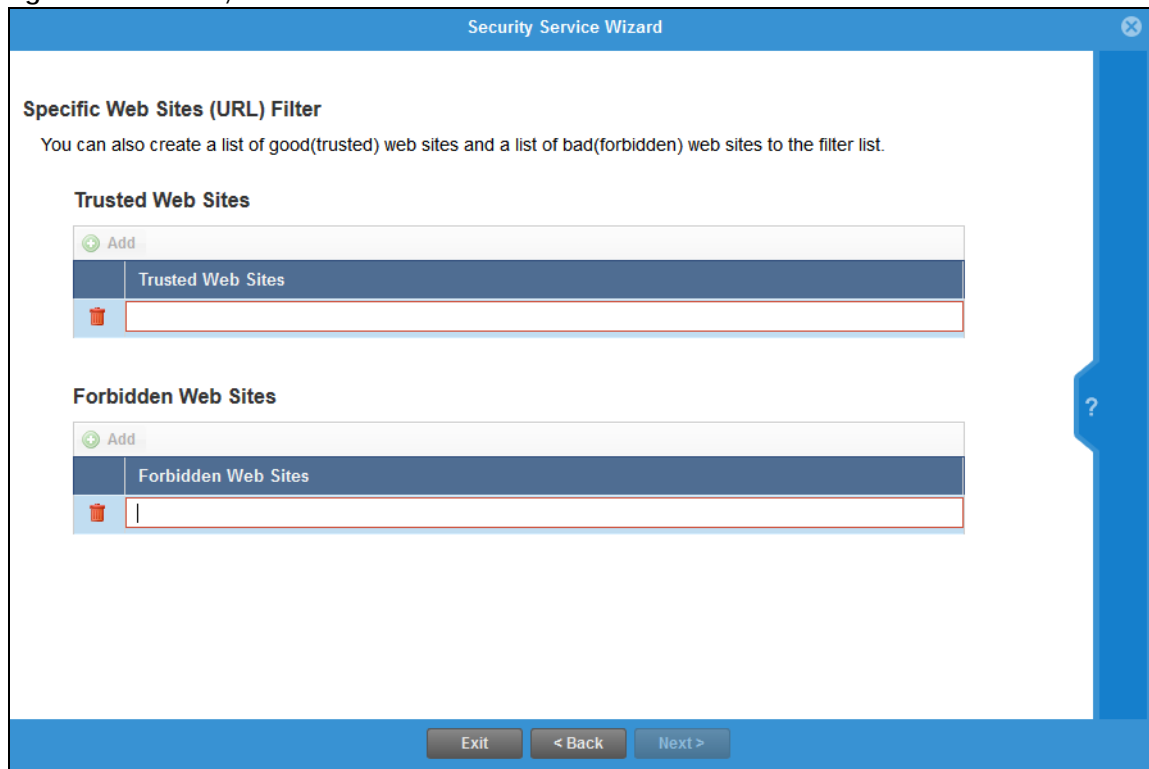 Security Service Wizard
Specific Web Sites (URL) Filter
You can also create a list of good(trusted) web sites and a list of bad(forbidden) web sites to the filter list.
Trusted Web Sites
Add
Trusted Web Sites
Forbidden Web Sites
?
Add
Forbidden Web Sites
Exit
< Back
Next >